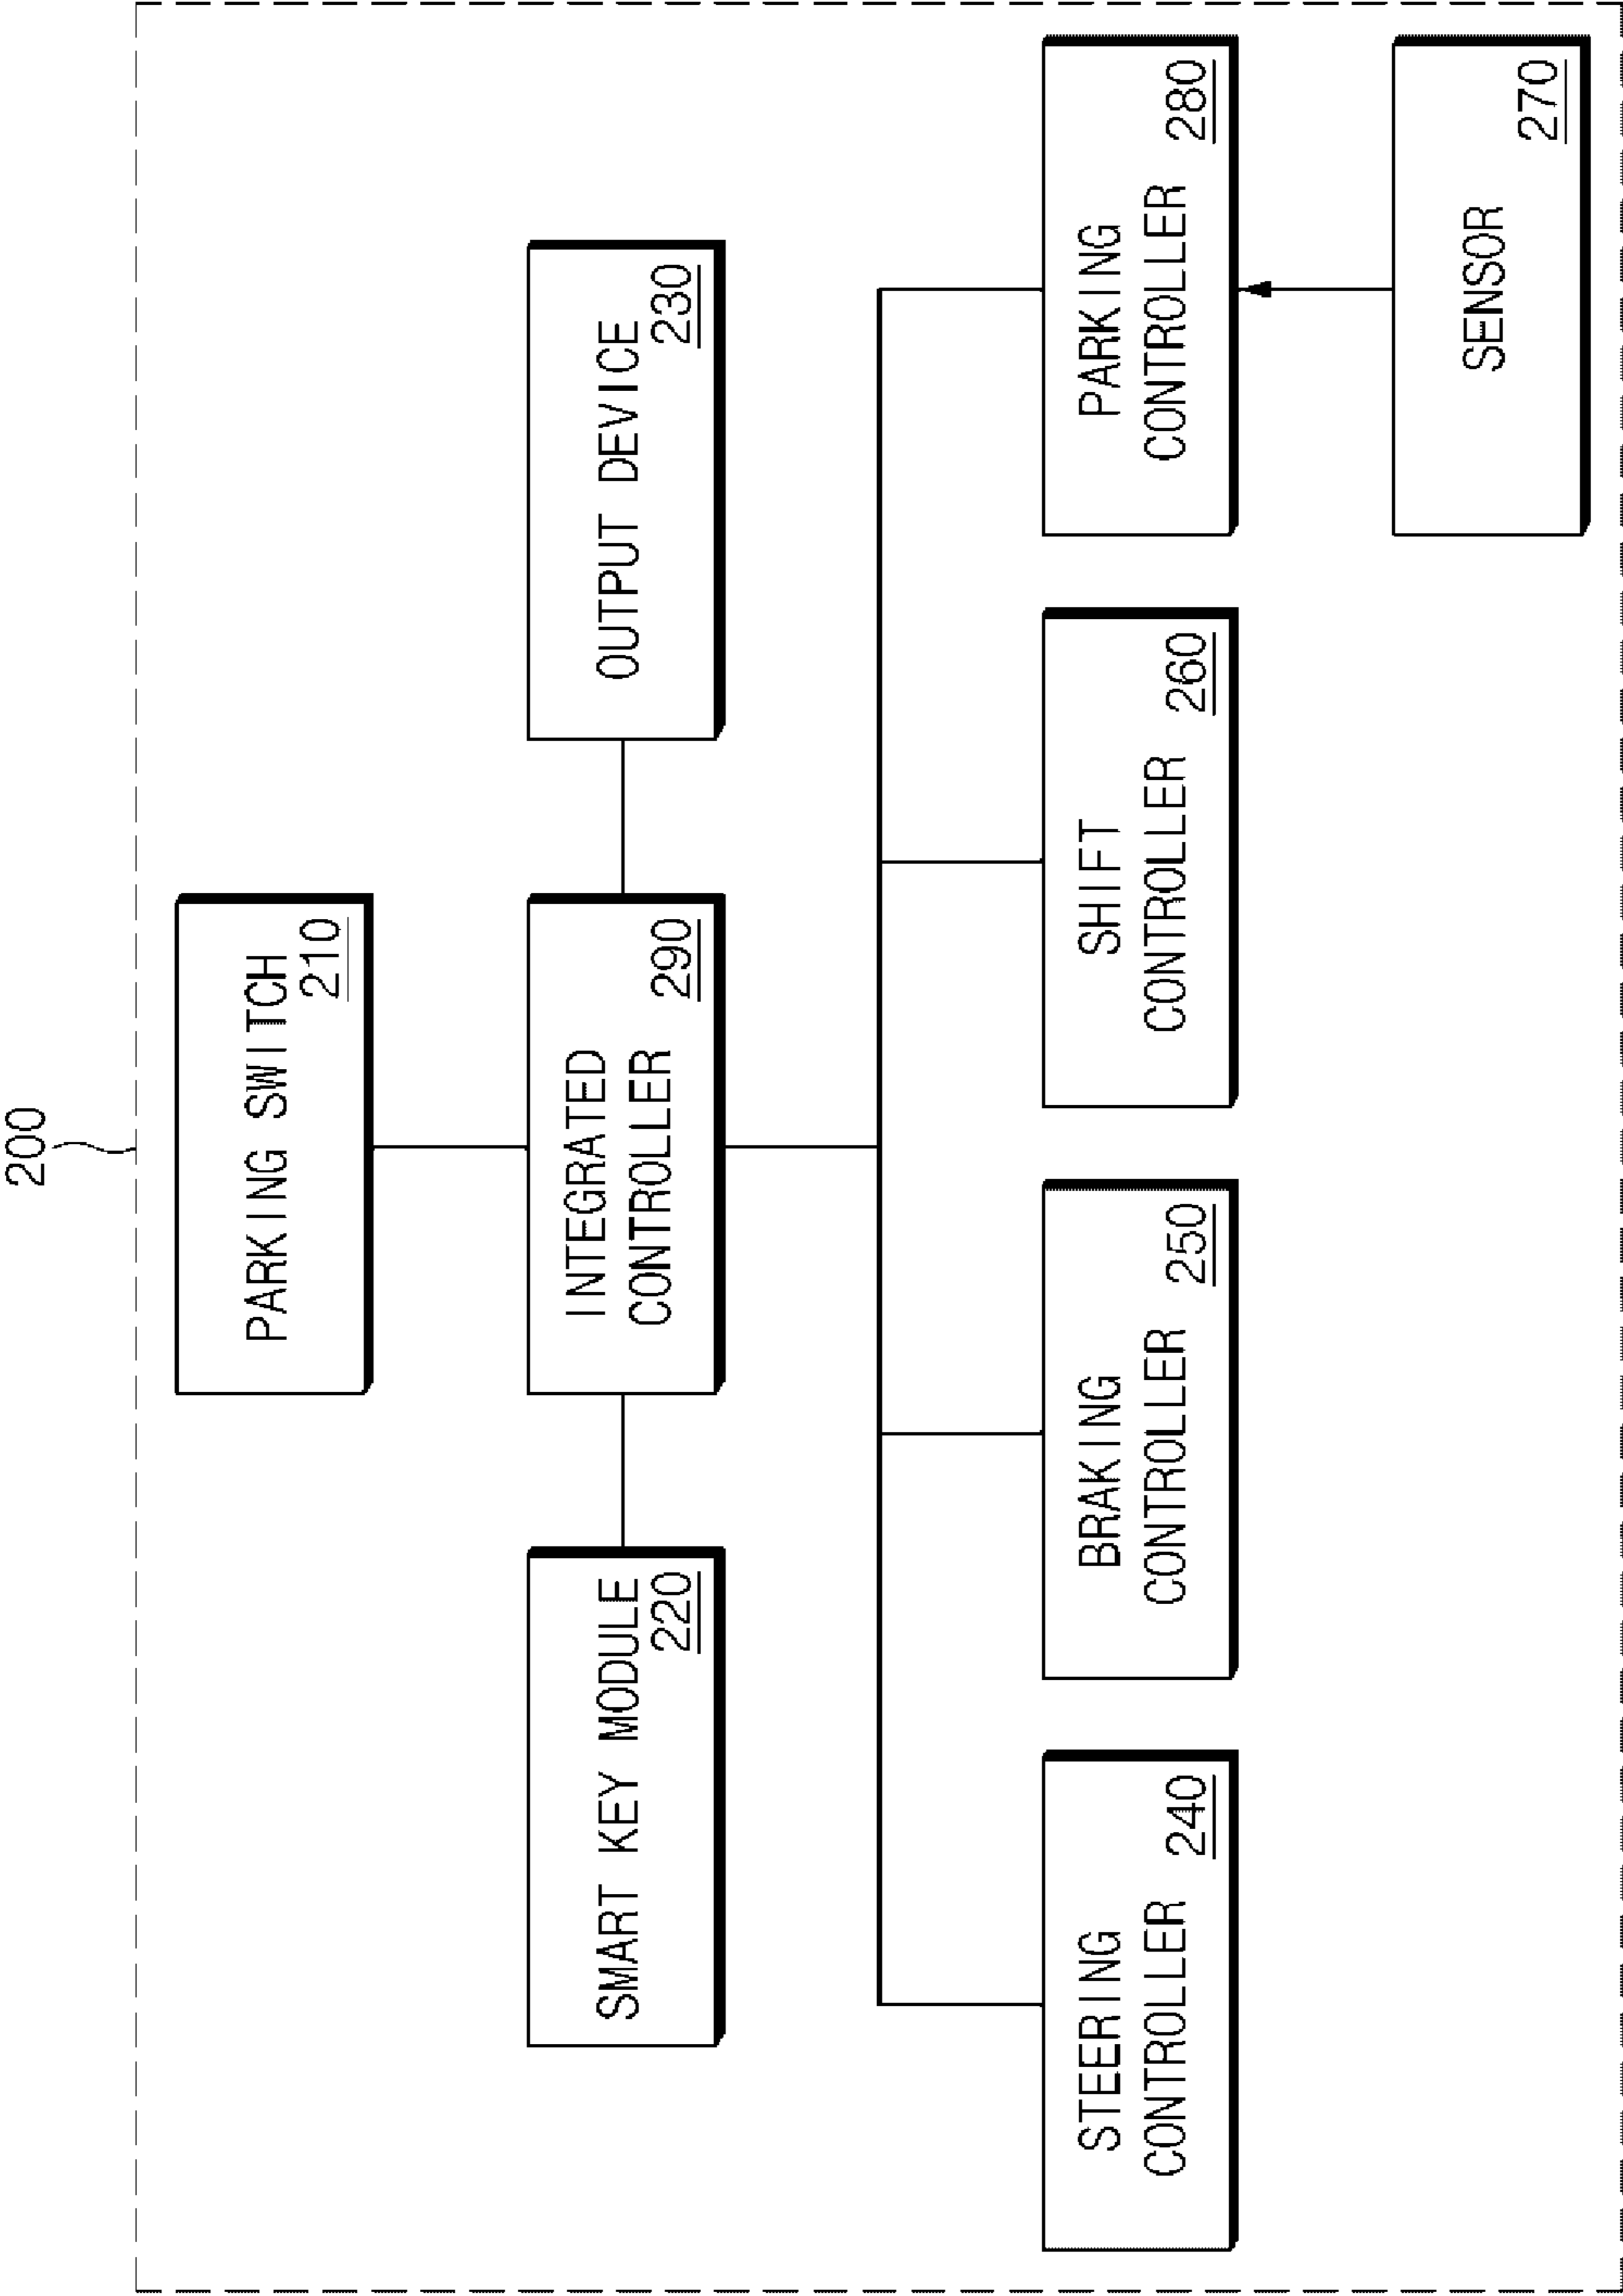 200
PARKING SWITCH
210
SMART KEY MODULE
220
INTEGRATED
CONTROLLER
290
OUTPUT DEVICE
230
STEERING
CONTROLLER
240
BRAKING
CONTROLLER
250
SHIFT
CONTROLLER
260
PARKING
CONTROLLER
280
SENSOR
270